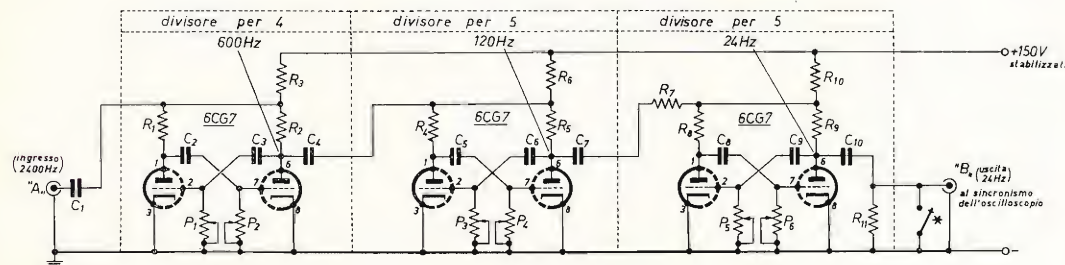 divisore per 4
divisore per 5
divisore per 5
600Hz
120Hz
24Hz
+150V
stabilizzat.
R3
R6
R10
R7
R1
6CG7
R2
R4
6CG7
R5
R8
6CG7
R9
C2
C3
C4
C5
C6
C7
C8
C9
C10
(ingresso
2400Hz)
"A"
C1
1
2
7
6
3
8
1
2
7
6
3
8
1
2
7
6
3
8
P1
P2
P3
P4
P5
P6
R11
*
"B" (uscita
24Hz)
al sincronismo
dell'oscilloscopio
-